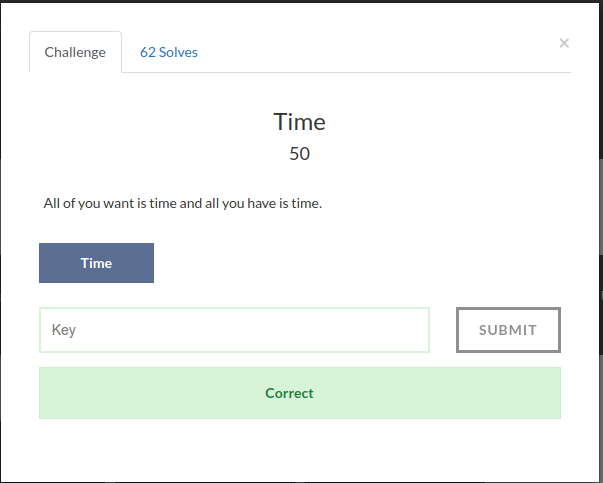 Challenge
62 Solves
×
Time
50
All of you want is time and all you have is time.
Time
Key
SUBMIT
Correct